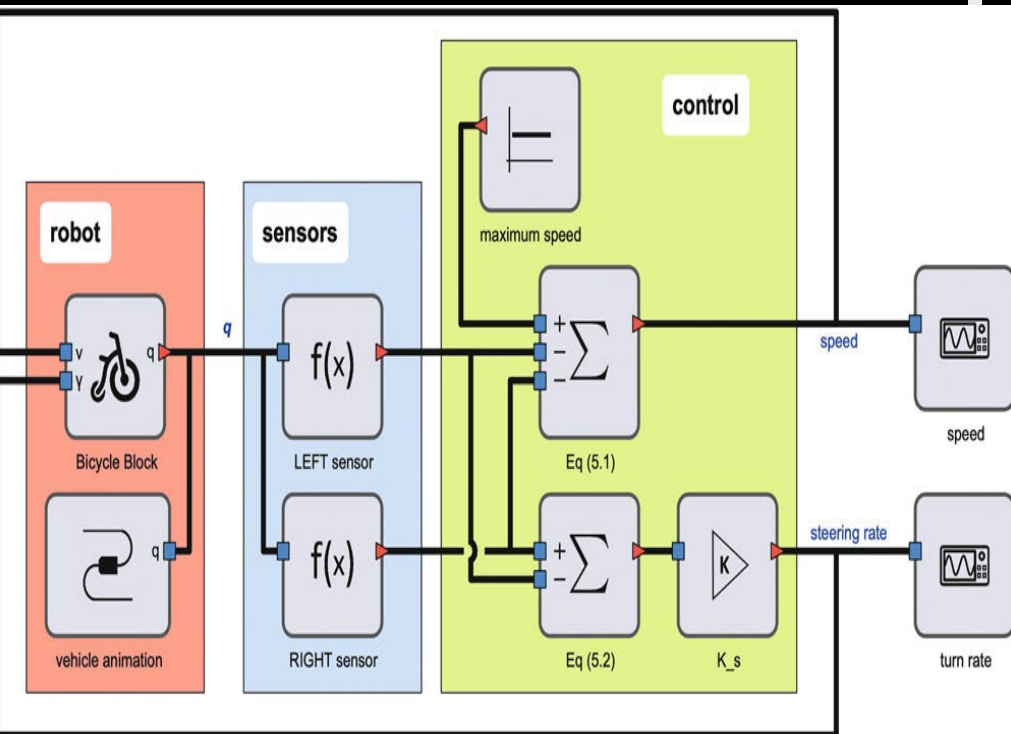 control
maximum speed
robot
sensors
q
v
γ
q
f(x)
+
−
−
Σ
speed
Bicycle Block
LEFT sensor
Eq (5.1)
speed
q
f(x)
+
−
Σ
K
steering rate
vehicle animation
RIGHT sensor
Eq (5.2)
K_s
turn rate